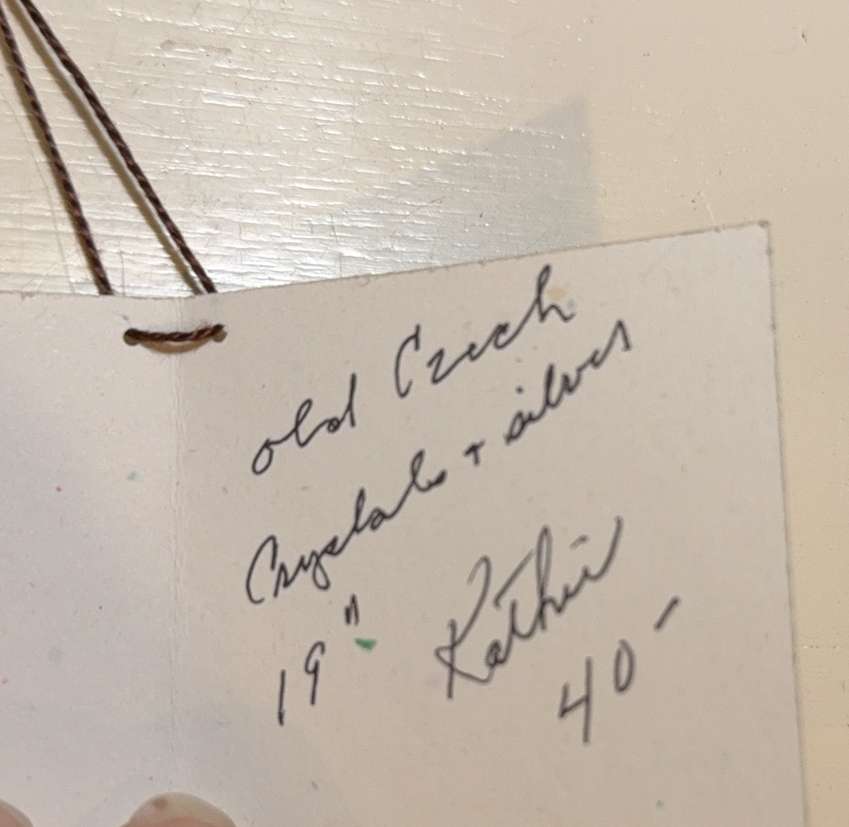 old Czech
Crystals + silver
19"
Kathie
40-